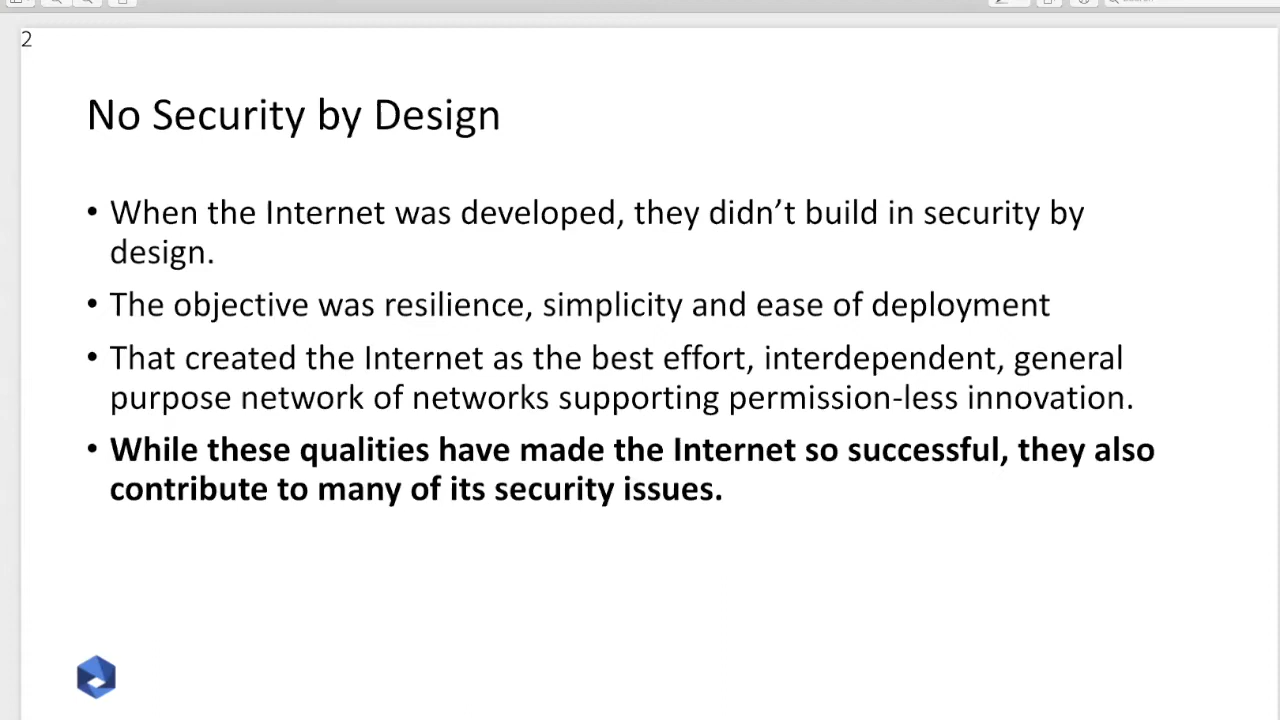 2
No Security by Design
• When the Internet was developed, they didn’t build in security by
design.
• The objective was resilience, simplicity and ease of deployment
• That created the Internet as the best effort, interdependent, general
purpose network of networks supporting permission-less innovation.
• While these qualities have made the Internet so successful, they also
contribute to many of its security issues.